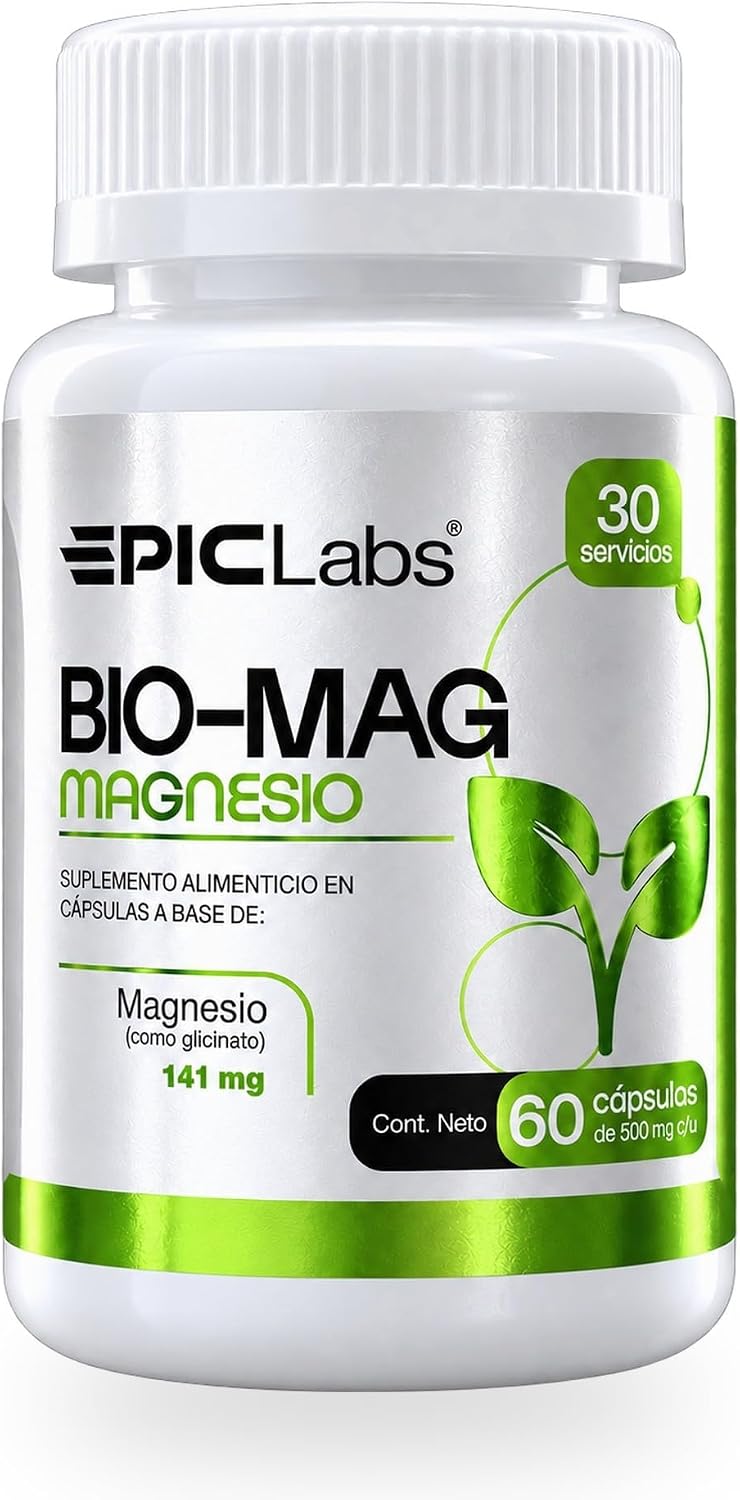 30
servicios
EPICLabs®
BIO-MAG
MAGNESIO
SUPLEMENTO ALIMENTICIO EN
CÁPSULAS A BASE DE:
Magnesio
(como glicinato)
141 mg
Cont. Neto 60 cápsulas
de 500 mg c/u